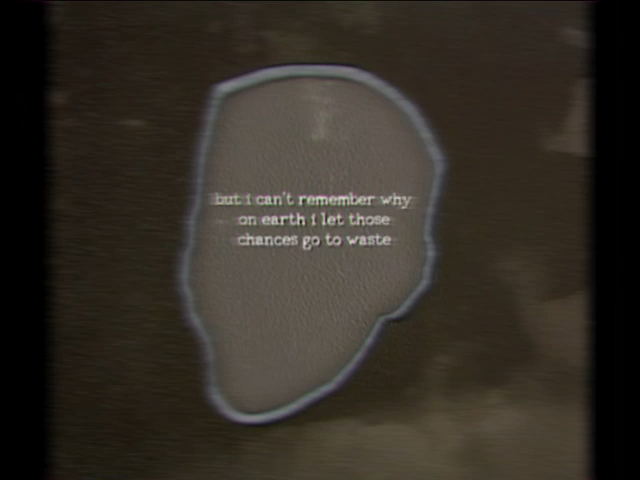 but i can't remember why
on earth i let those
chances go to waste